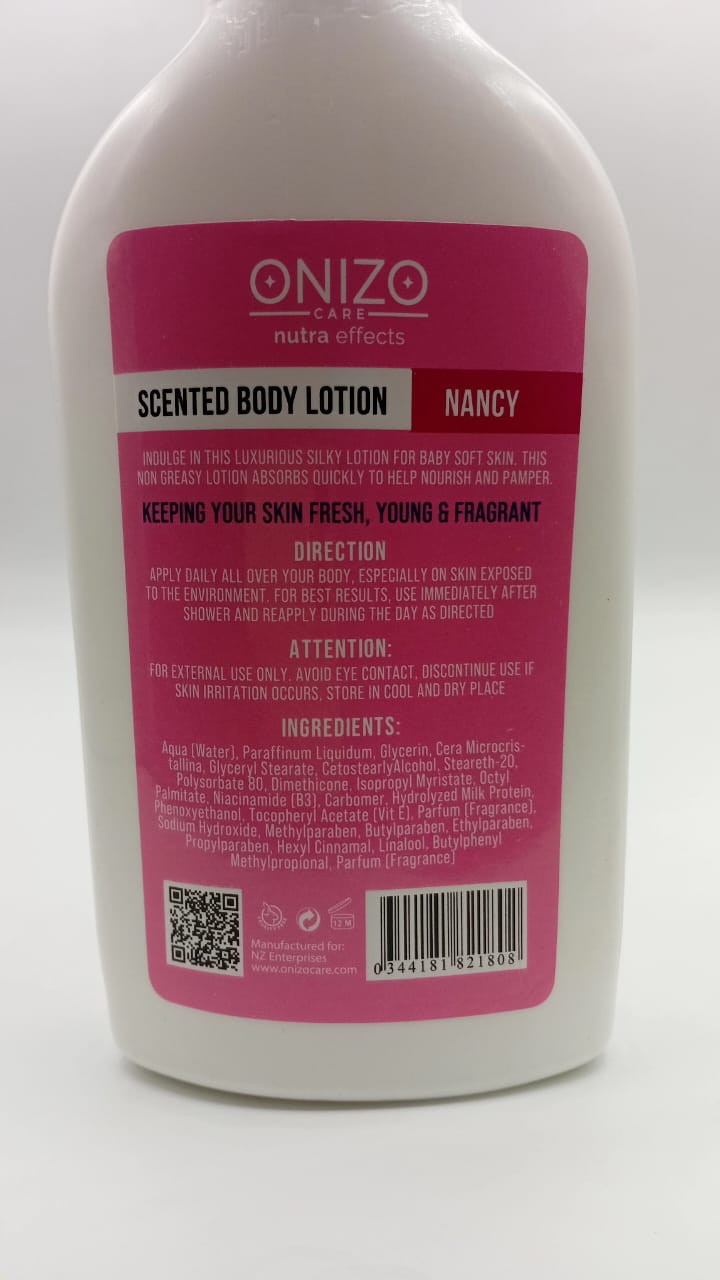 ONIZO
CARE
nutra effects
SCENTED BODY LOTION NANCY
INDULGE IN THIS LUXURIOUS SILKY LOTION FOR BABY SOFT SKIN. THIS
NON GREASY LOTION ABSORBS QUICKLY TO HELP NOURISH AND PAMPER.
KEEPING YOUR SKIN FRESH, YOUNG & FRAGRANT
DIRECTION
APPLY DAILY ALL OVER YOUR BODY, ESPECIALLY ON SKIN EXPOSED
TO THE ENVIRONMENT. FOR BEST RESULTS, USE IMMEDIATELY AFTER
SHOWER AND REAPPLY DURING THE DAY AS DIRECTED
ATTENTION:
FOR EXTERNAL USE ONLY. AVOID EYE CONTACT, DISCONTINUE USE IF
SKIN IRRITATION OCCURS, STORE IN COOL AND DRY PLACE
INGREDIENTS:
Aqua (Water), Paraffinum Liquidum, Glycerin, Cera Microcris-
tallina, Glyceryl Stearate, CetostearlyAlcohol, Steareth-20,
Polysorbate 80, Dimethicone, Isopropyl Myristate, Octyl
Palmitate, Niacinamide (B3), Carbomer, Hydrolyzed Milk Protein,
Phenoxyethanol, Tocopheryl Acetate (Vit E), Parfum (Fragrance),
Sodium Hydroxide, Methylparaben, Butylparaben, Ethylparaben,
Propylparaben, Hexyl Cinnamal, Linalool, Butylphenyl
Methylpropional, Parfum (Fragrance)
12 M
Manufactured for:
NZ Enterprises
www.onizocare.com
0 344181 821808